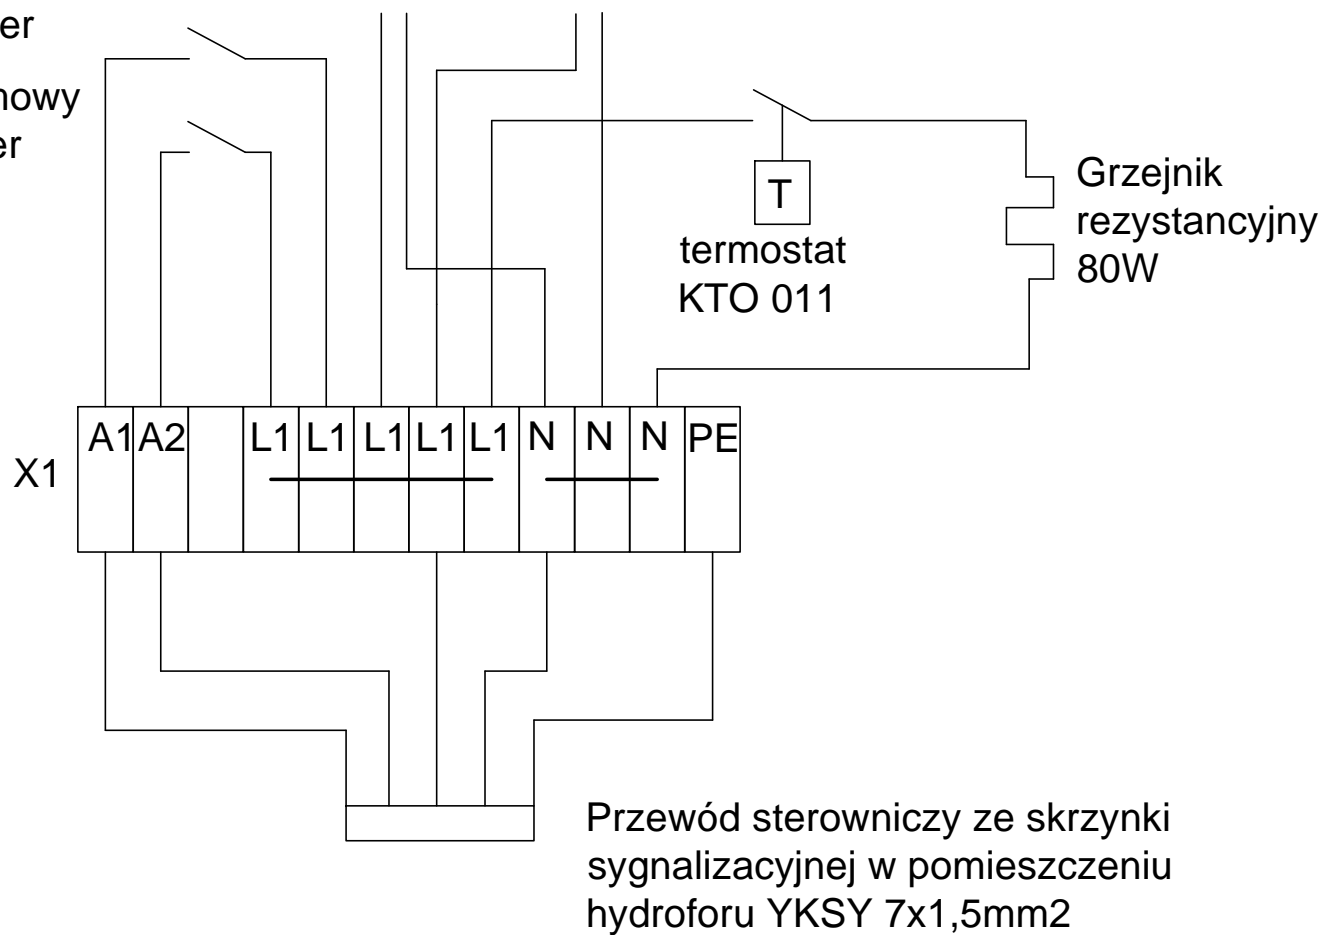 er
nowy
er
T
termostat
KTO 011
Grzejnik
rezystancyjny
80W
X1
A1 A2 L1 L1 L1 L1 L1 N N N PE
Przewód sterowniczy ze skrzynki
sygnalizacyjnej w pomieszczeniu
hydroforu YKSY 7x1,5mm2